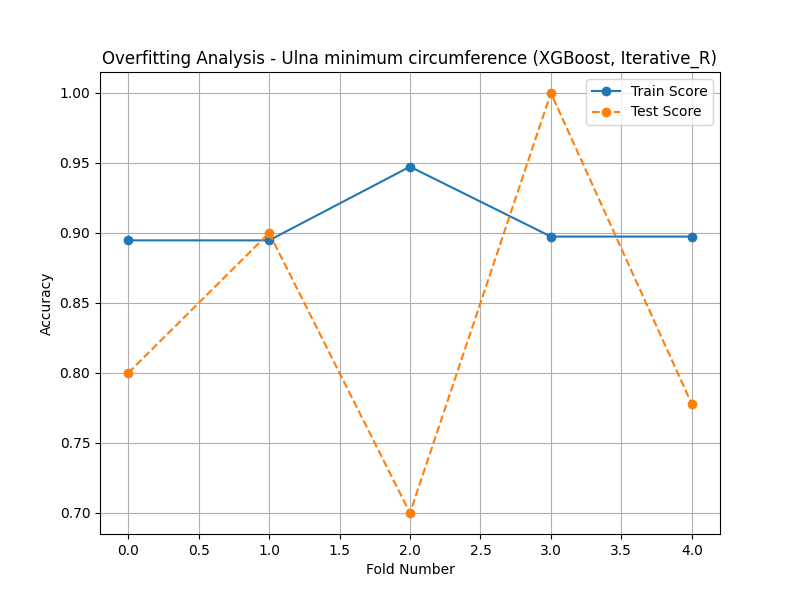 Overfitting Analysis - Ulna minimum circumference (XGBoost, Iterative_R)
Train Score
Test Score
1.00
0.95
0.90
0.85
0.80
0.75
0.70
Accuracy
0.0 0.5 1.0 1.5 2.0 2.5 3.0 3.5 4.0
Fold Number